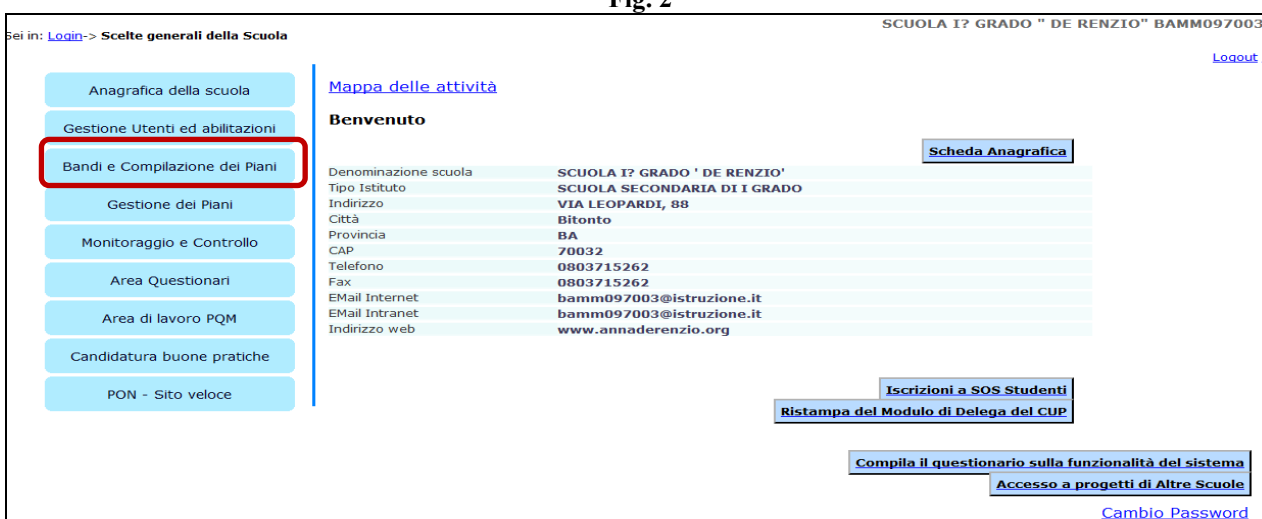 Fig. 2
SCUOLA I? GRADO " DE RENZIO" BAMM097003
Sei in: Login-> Scelte generali della Scuola
Logout
Anagrafica della scuola
Gestione Utenti ed abilitazioni
Bandi e Compilazione dei Piani
Gestione dei Piani
Monitoraggio e Controllo
Area Questionari
Area di lavoro PQM
Candidatura buone pratiche
PON - Sito veloce
Mappa delle attività
Benvenuto
Scheda Anagrafica
Denominazione scuola SCUOLA I? GRADO ' DE RENZIO'
Tipo Istituto SCUOLA SECONDARIA DI I GRADO
Indirizzo VIA LEOPARDI, 88
Città Bitonto
Provincia BA
CAP 70032
Telefono 0803715262
Fax 0803715262
EMail Internet bamm097003@istruzione.it
EMail Intranet bamm097003@istruzione.it
Indirizzo web www.annaderenzio.org
Iscrizioni a SOS Studenti
Ristampa del Modulo di Delega del CUP
Compila il questionario sulla funzionalità del sistema
Accesso a progetti di Altre Scuole
Cambio Password